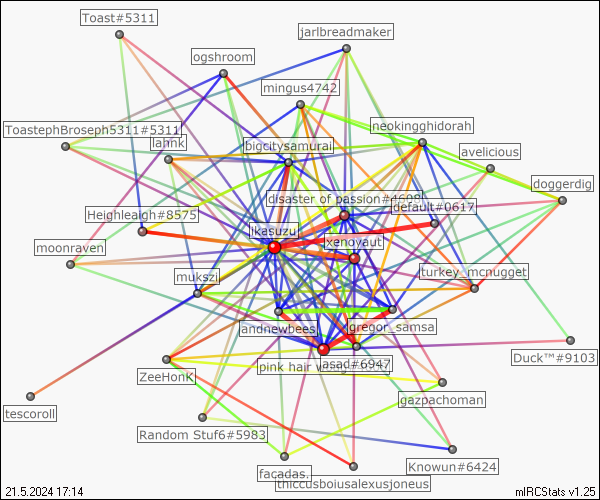 Toast#5311
jarlbreadmaker
ogshroom
mingus4742
neokingghidorah
ToastephBroseph5311#5311
lahnk
bigcitysamurai
avelicious
doggerdig
disaster of passion#4608
default#0617
Heighleaigh#8575
ikasuzu
xenoyaut
moonraven
turkey_mcnugget
mukszi
andnewbees
gregor_samsa
Duck™#9103
ZeeHonK
pink hair
asad#6947
gazpachoman
tescoroll
Random Stuf6#5983
Knowun#6424
facadas.
thiccusboiusalexusjoneus
21.5.2024 17:14
mIRCStats v1.25